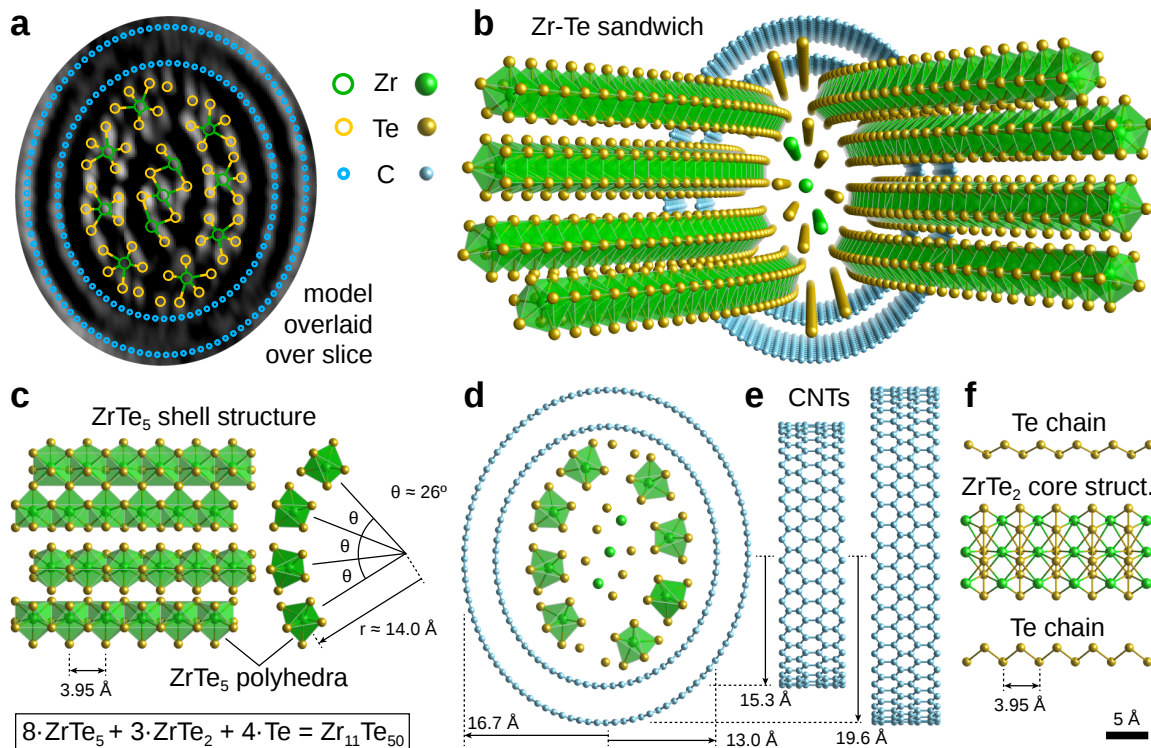 a
Zr
Te
C
model
overlaid
over slice
b
Zr-Te sandwich
c
ZrTe₅ shell structure
θ ≈ 26º
θ
θ
θ
r ≈ 14.0 Å
3.95 Å
ZrTe₅ polyhedra
8·ZrTe₅ + 3·ZrTe₂ + 4·Te = Zr₁₁Te₅₀
d
16.7 Å
13.0 Å
15.3 Å
19.6 Å
e
CNTs
f
Te chain
ZrTe₂ core struct.
Te chain
3.95 Å
5 Å